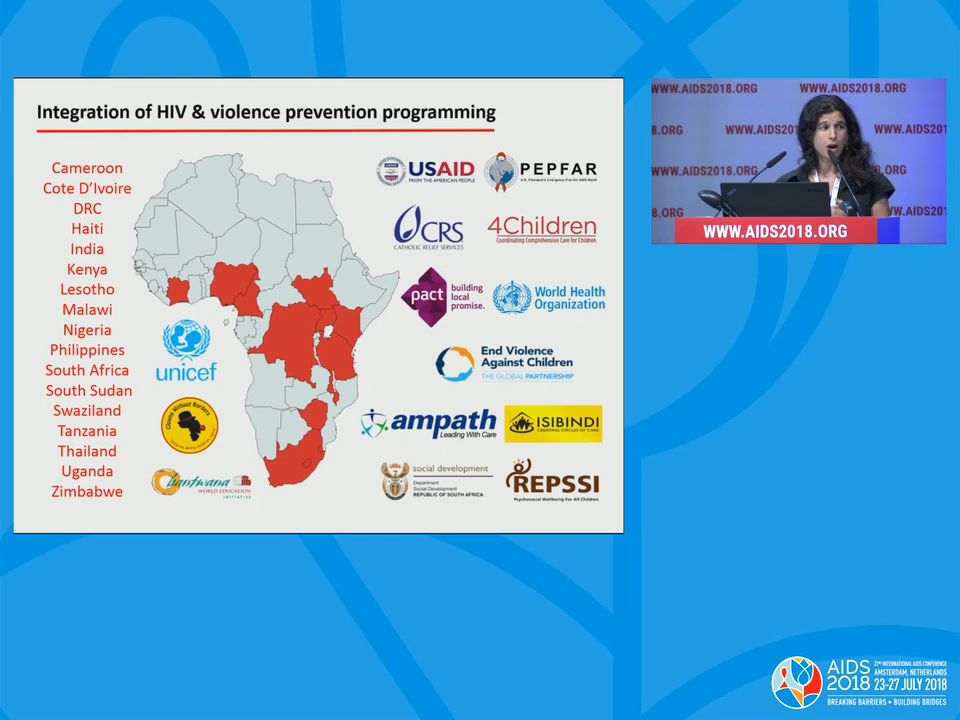 Integration of HIV & violence prevention programming
Cameroon
Cote D'Ivoire
DRC
Haiti
India
Kenya
Lesotho
Malawi
Nigeria
Philippines
South Africa
South Sudan
Swaziland
Tanzania
Thailand
Uganda
Zimbabwe
unicef
Clowns Without Borders
bantwana
WORLD EDUCATION
INITIATIVE
USAID
FROM THE AMERICAN PEOPLE
PEPFAR
U.S. President's Emergency Plan for AIDS Relief
CRS
CATHOLIC RELIEF SERVICES
4Children
Coordinating Comprehensive Care for Children
pact
building
local
promise.
World Health
Organization
End Violence
Against Children
THE GLOBAL PARTNERSHIP
ampath
Leading With Care
ISIBINDI
CREATING CIRCLES OF CARE
social development
Department:
Social Development
REPUBLIC OF SOUTH AFRICA
REPSSI
Psychosocial Wellbeing For All Children
WWW.AIDS2018.ORG
WWW.AIDS2018.ORG
8.ORG
WWW.AIDS201
WWW.AIDS2018.ORG
8.ORG
WW.AIDS201
WWW.AIDS2018.ORG
AIDS
2018
22ND INTERNATIONAL AIDS CONFERENCE
AMSTERDAM, NETHERLANDS
23-27 JULY 2018
BREAKING BARRIERS • BUILDING BRIDGES